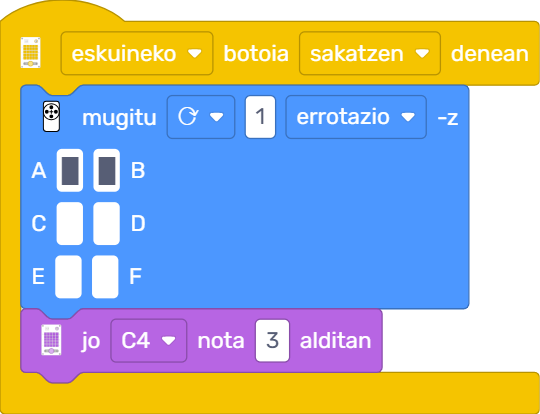 eskuineko botoia sakatzen denean
mugitu 1 errotazio -z
A B
C D
E F
jo C4 nota 3 alditan